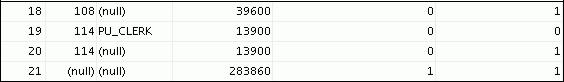 18 108 (null) 39600 0 1
19 114 PU_CLERK 13900 0 0
20 114 (null) 13900 0 1
21 (null) (null) 283860 1 1